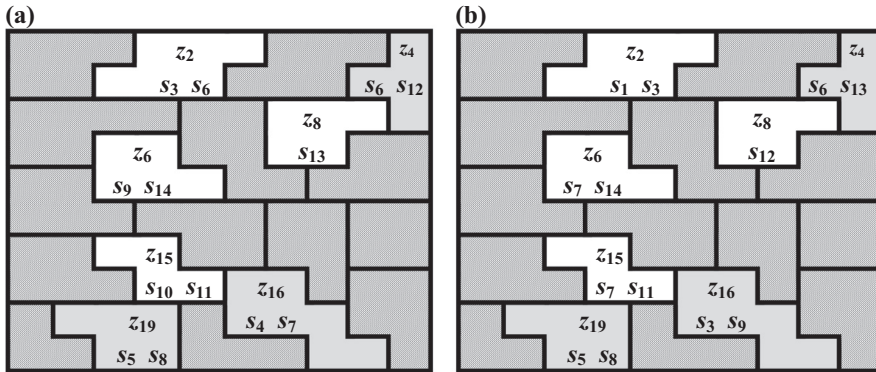 (a) (b)
z₂ z₄ z₂ z₄
s₃ s₆ s₆ s₁₂ s₁ s₃ s₆ s₁₃
z₈ z₈
z₆ s₁₃ z₆ s₁₂
s₉ s₁₄ s₇ s₁₄
z₁₅ z₁₅
s₁₀ s₁₁ z₁₆ s₇ s₁₁ z₁₆
z₁₉ s₄ s₇ z₁₉ s₃ s₉
s₅ s₈ s₅ s₈